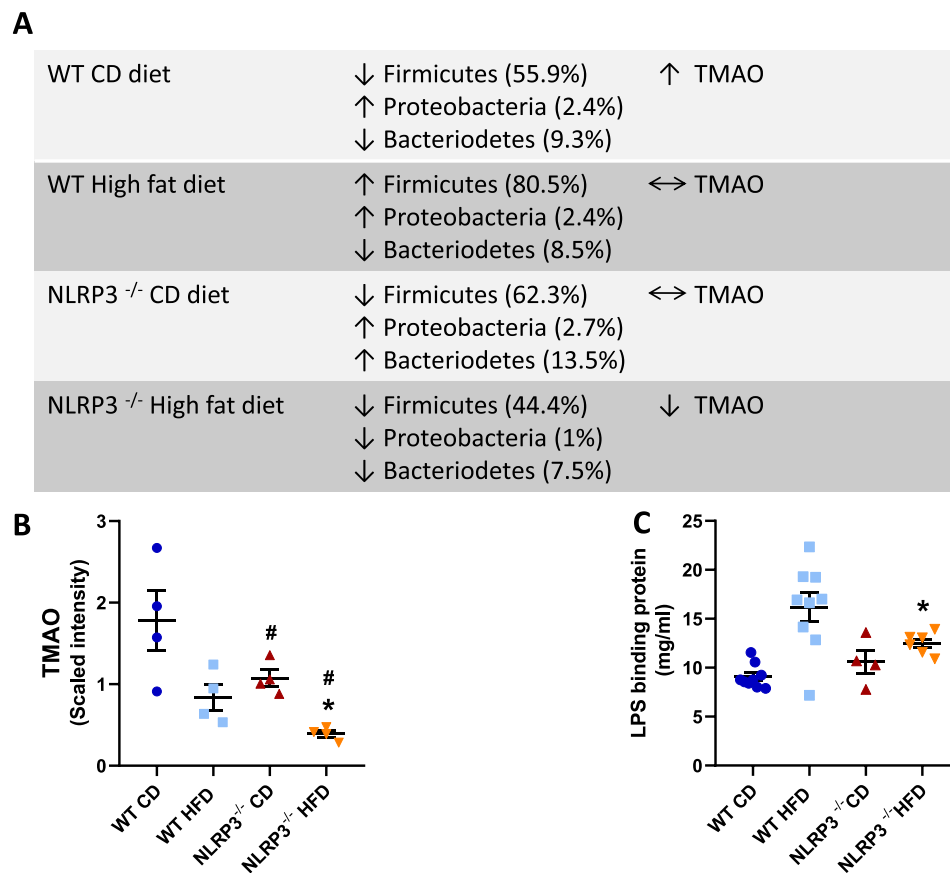 A
WT CD diet ↓ Firmicutes (55.9%) ↑ TMAO
↑ Proteobacteria (2.4%)
↓ Bacteriodetes (9.3%)
WT High fat diet ↑ Firmicutes (80.5%) ↔ TMAO
↑ Proteobacteria (2.4%)
↓ Bacteriodetes (8.5%)
NLRP3 -/- CD diet ↓ Firmicutes (62.3%) ↔ TMAO
↑ Proteobacteria (2.7%)
↑ Bacteriodetes (13.5%)
NLRP3 -/- High fat diet ↓ Firmicutes (44.4%) ↓ TMAO
↓ Proteobacteria (1%)
↓ Bacteriodetes (7.5%)
B
TMAO
(Scaled intensity)
3
2
1
0
#
#
*
WT CD
WT HFD
NLRP3-/- CD
NLRP3-/- HFD
C
LPS binding protein
(mg/ml)
25
20
15
10
5
0
*
WT CD
WT HFD
NLRP3-/- CD
NLRP3-/- HFD